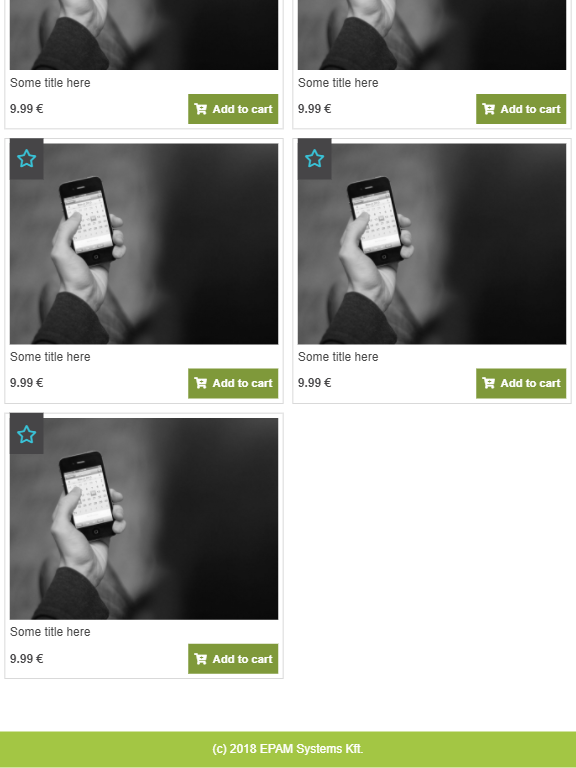 Some title here
Some title here
9.99 €
Add to cart
9.99 €
Add to cart
Some title here
Some title here
9.99 €
Add to cart
9.99 €
Add to cart
Some title here
9.99 €
Add to cart
(c) 2018 EPAM Systems Kft.